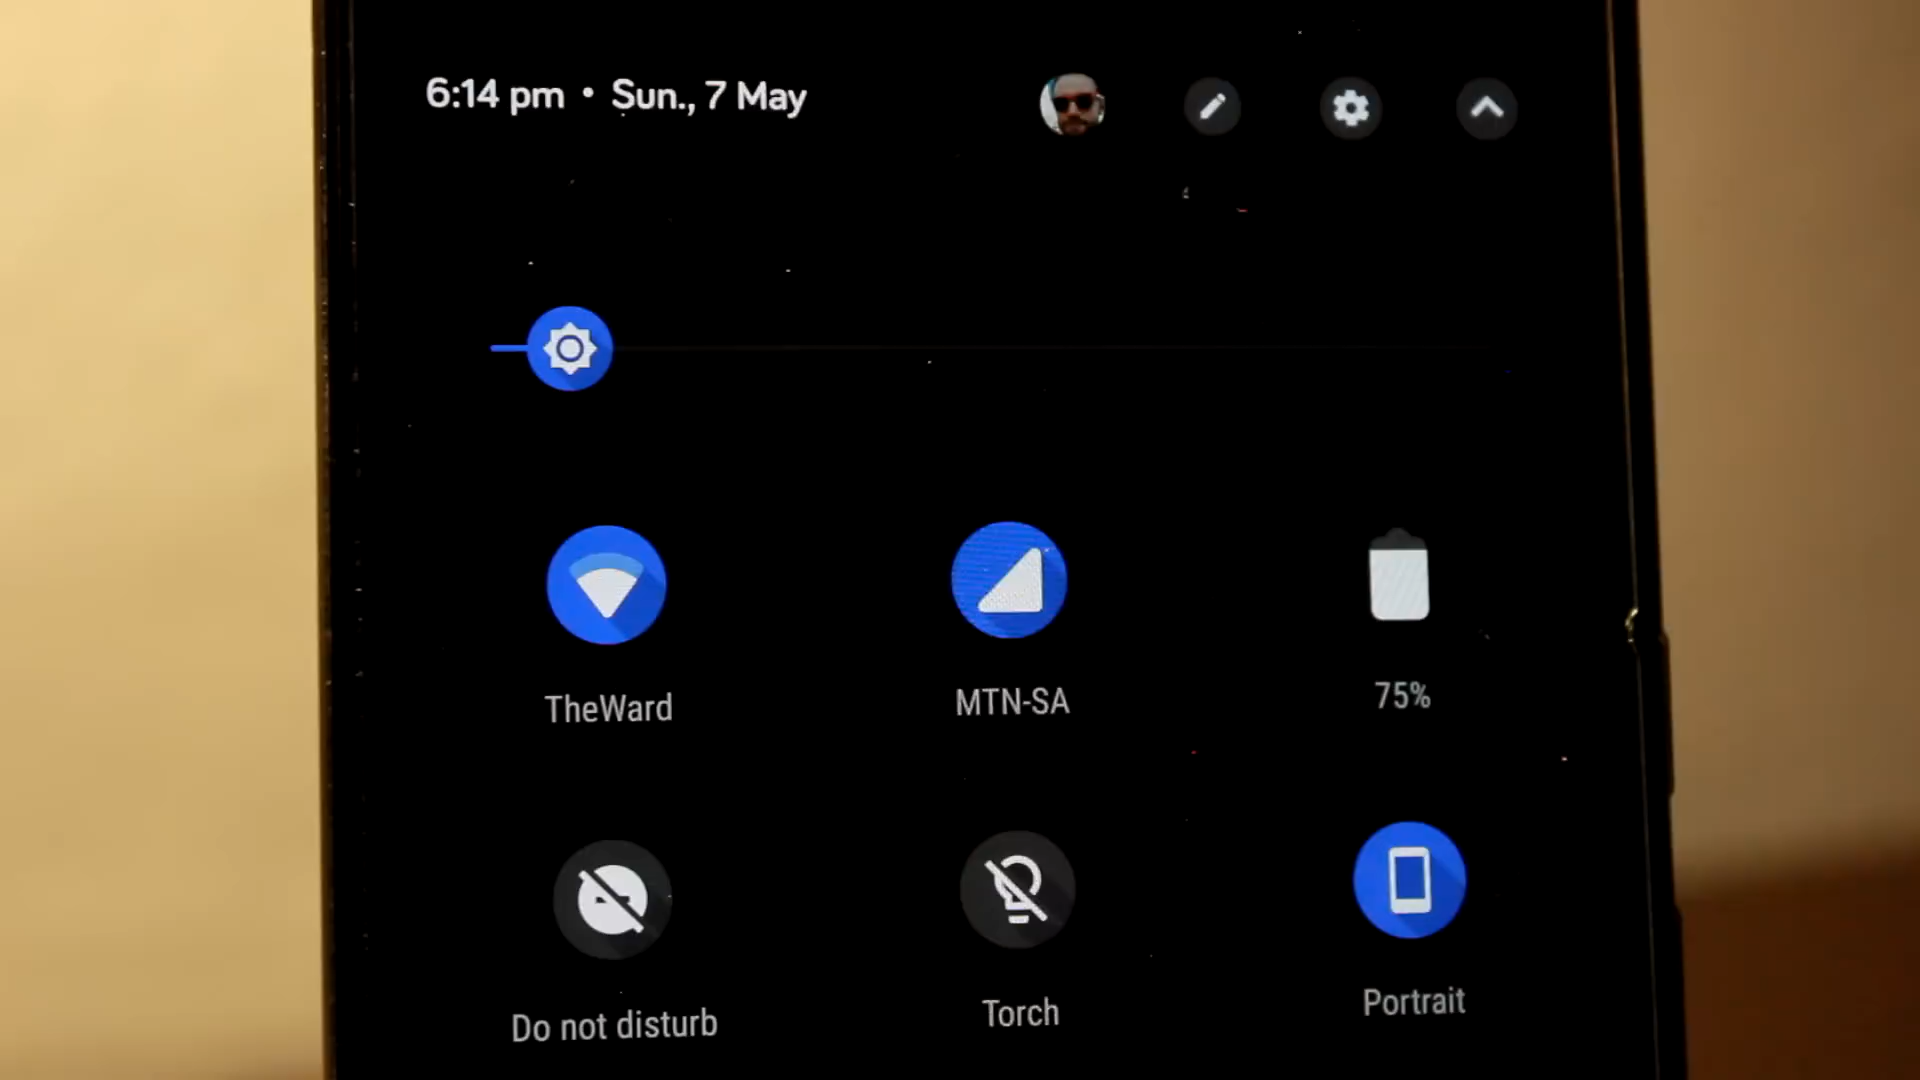 6:14 pm • Sun., 7 May
TheWard
MTN-SA
75%
Do not disturb
Torch
Portrait